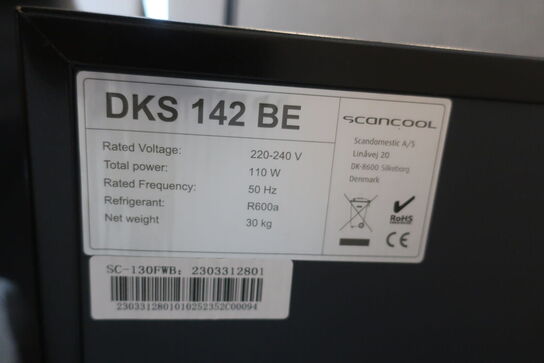 DKS 142 BE
Rated Voltage: 220-240 V
Total power: 110 W
Rated Frequency: 50 Hz
Refrigerant: R600a
Net weight 30 kg
SCANCOOL
Scandomestic A/S
Linåvej 20
DK-8600 Silkeborg
Denmark
RoHS
CE
SC-130FWB: 2303312801
2303312801010252352C00094